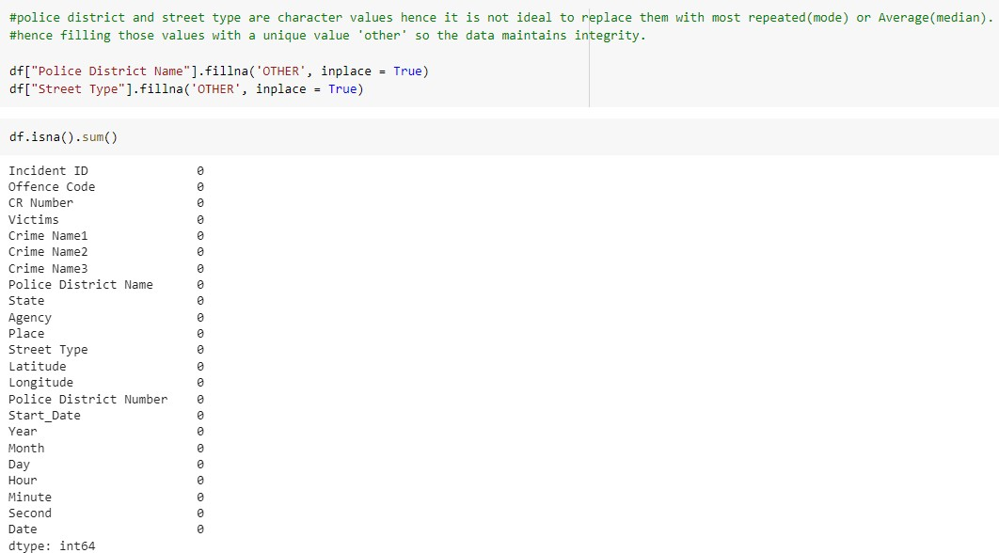 #police district and street type are character values hence it is not ideal to replace them with most repeated(mode) or Average(median).
#hence filling those values with a unique value 'other' so the data maintains integrity.
df["Police District Name"].fillna('OTHER', inplace = True)
df["Street Type"].fillna('OTHER', inplace = True)
df.isna().sum()
Incident ID 0
Offence Code 0
CR Number 0
Victims 0
Crime Name1 0
Crime Name2 0
Crime Name3 0
Police District Name 0
State 0
Agency 0
Place 0
Street Type 0
Latitude 0
Longitude 0
Police District Number 0
Start_Date 0
Year 0
Month 0
Day 0
Hour 0
Minute 0
Second 0
Date 0
dtype: int64